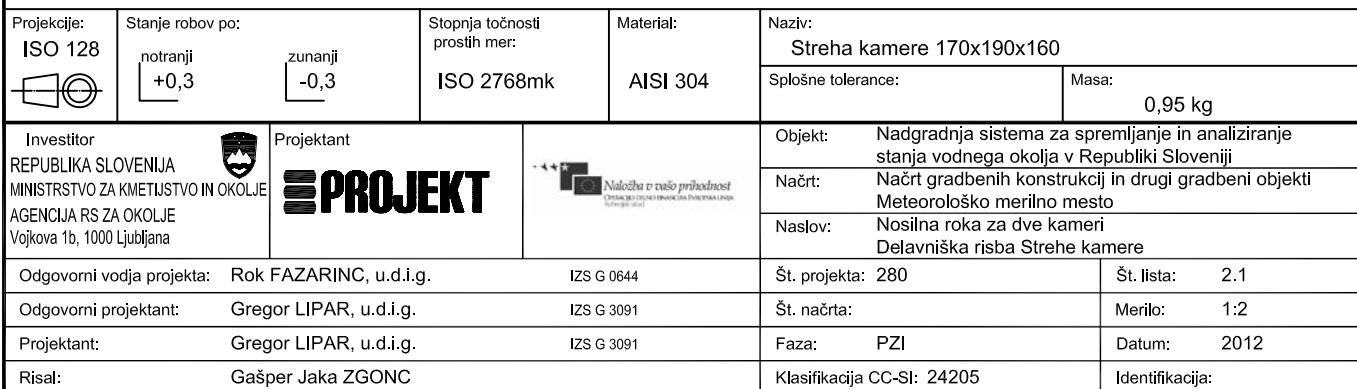 Projekcije:
ISO 128
Stanje robov po:
notranji
+0,3
zunanji
-0,3
Stopnja točnosti
prostih mer:
ISO 2768mk
Material:
AISI 304
Naziv:
Streha kamere 170x190x160
Splošne tolerance:
Masa:
0,95 kg
Investitor
REPUBLIKA SLOVENIJA
MINISTRSTVO ZA KMETIJSTVO IN OKOLJE
AGENCIJA RS ZA OKOLJE
Vojkova 1b, 1000 Ljubljana
Projektant
PROJEKT
Naložba v vašo prihodnost
Objekt: Nadgradnja sistema za spremljanje in analiziranje
stanja vodnega okolja v Republiki Sloveniji
Načrt: Načrt gradbenih konstrukcij in drugi gradbeni objekti
Meteorološko merilno mesto
Naslov: Nosilna roka za dve kameri
Delavniška risba Strehe kamere
Odgovorni vodja projekta: Rok FAZARINC, u.d.i.g. IZS G 0644
Št. projekta: 280
Št. lista: 2.1
Odgovorni projektant: Gregor LIPAR, u.d.i.g. IZS G 3091
Št. načrta:
Merilo: 1:2
Projektant: Gregor LIPAR, u.d.i.g. IZS G 3091
Faza: PZI
Datum: 2012
Risal: Gašper Jaka ZGONC
Klasifikacija CC-SI: 24205
Identifikacija: